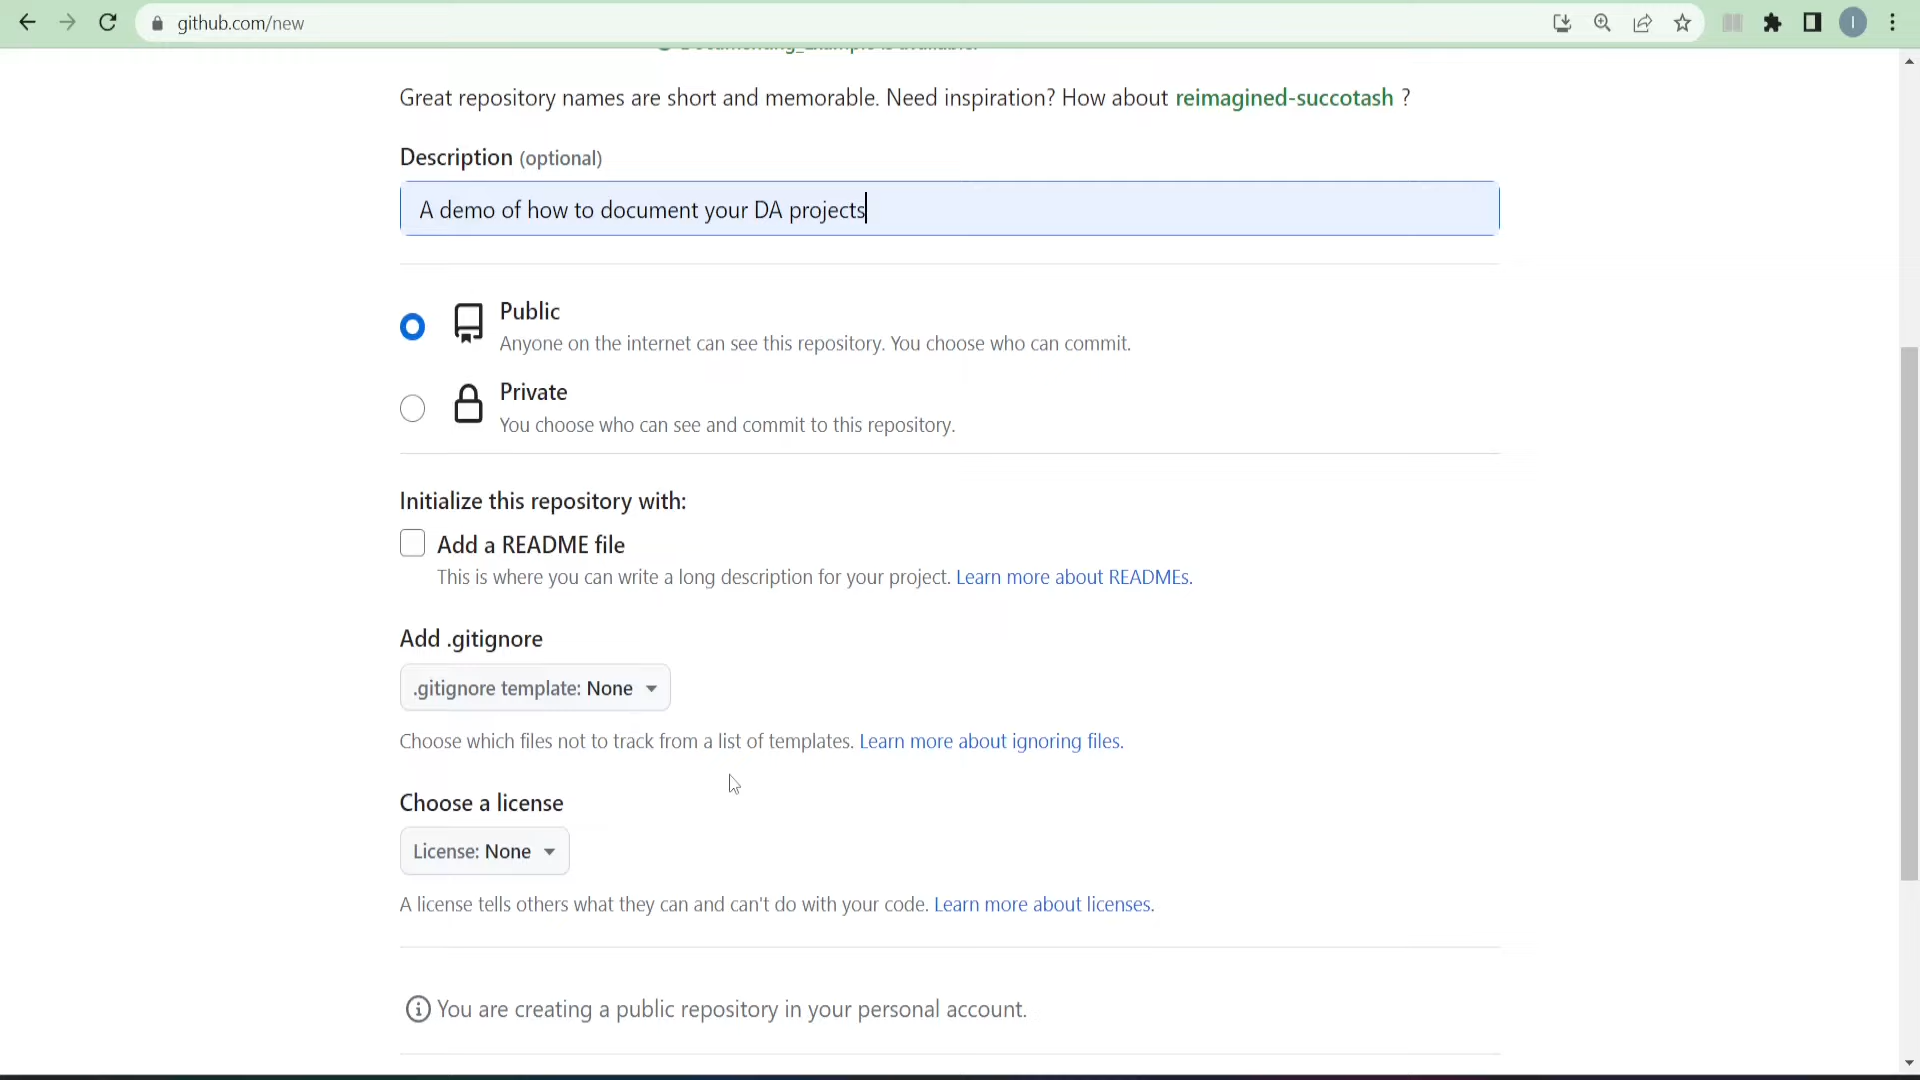 github.com/new
I
Documenting_Example is available.
Great repository names are short and memorable. Need inspiration? How about reimagined-succotash ?
Description (optional)
A demo of how to document your DA projects
Public
Anyone on the internet can see this repository. You choose who can commit.
Private
You choose who can see and commit to this repository.
Initialize this repository with:
Add a README file
This is where you can write a long description for your project. Learn more about READMEs.
Add .gitignore
.gitignore template: None
Choose which files not to track from a list of templates. Learn more about ignoring files.
Choose a license
License: None
A license tells others what they can and can't do with your code. Learn more about licenses.
You are creating a public repository in your personal account.